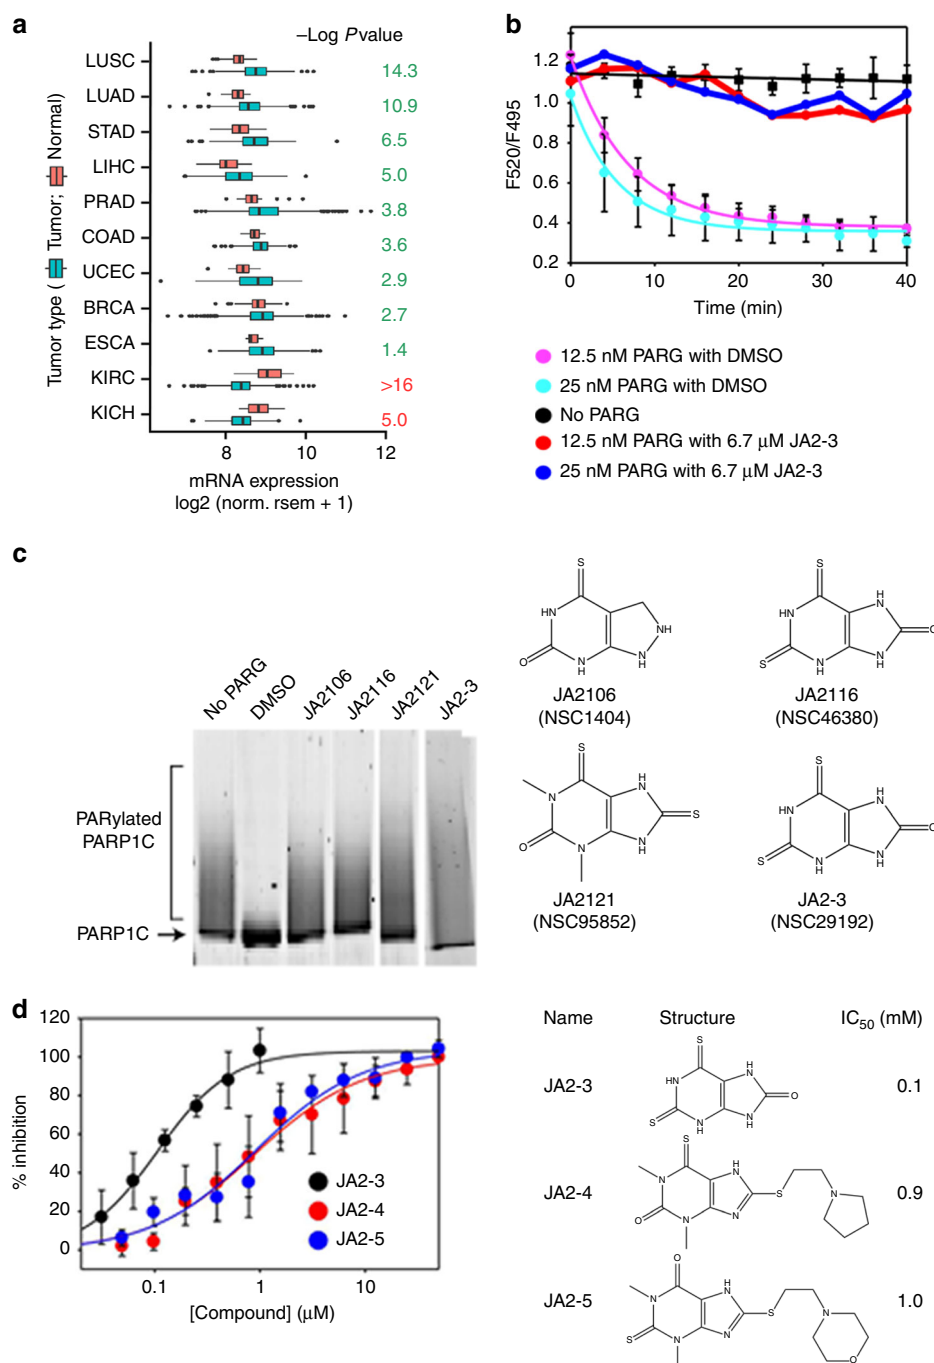 a
–Log Pvalue
Tumor type ( Tumor; Normal)
LUSC 14.3
LUAD 10.9
STAD 6.5
LIHC 5.0
PRAD 3.8
COAD 3.6
UCEC 2.9
BRCA 2.7
ESCA 1.4
KIRC >16
KICH 5.0
8 10 12
mRNA expression
log2 (norm. rsem + 1)
b
F520/F495
1.2
1.0
0.6
0.4
0.2
0 10 20 30 40
Time (min)
12.5 nM PARG with DMSO
25 nM PARG with DMSO
No PARG
12.5 nM PARG with 6.7 μM JA2-3
25 nM PARG with 6.7 μM JA2-3
c
No PARG
DMSO
JA2106
JA2116
JA2121
JA2-3
PARylated
PARP1C
PARP1C
S
HN
NH
O
N
H
N
H
JA2106
(NSC1404)
S
H
N
HN
O
S
N
H
N
H
JA2116
(NSC46380)
S
H
N
N
S
O
N
N
H
JA2121
(NSC95852)
S
H
N
HN
O
S
N
H
N
H
JA2-3
(NSC29192)
d
% inhibition
120
100
80
60
40
20
0
JA2-3
JA2-4
JA2-5
0.1 1 10
[Compound] (μM)
Name Structure IC50 (mM)
S
H
N
HN
O
S
N
H
N
H
JA2-3 0.1
S
H
N
N
S
N
O
N
N
JA2-4 0.9
O
H
N
N
S
N
S
N
N
O
JA2-5 1.0